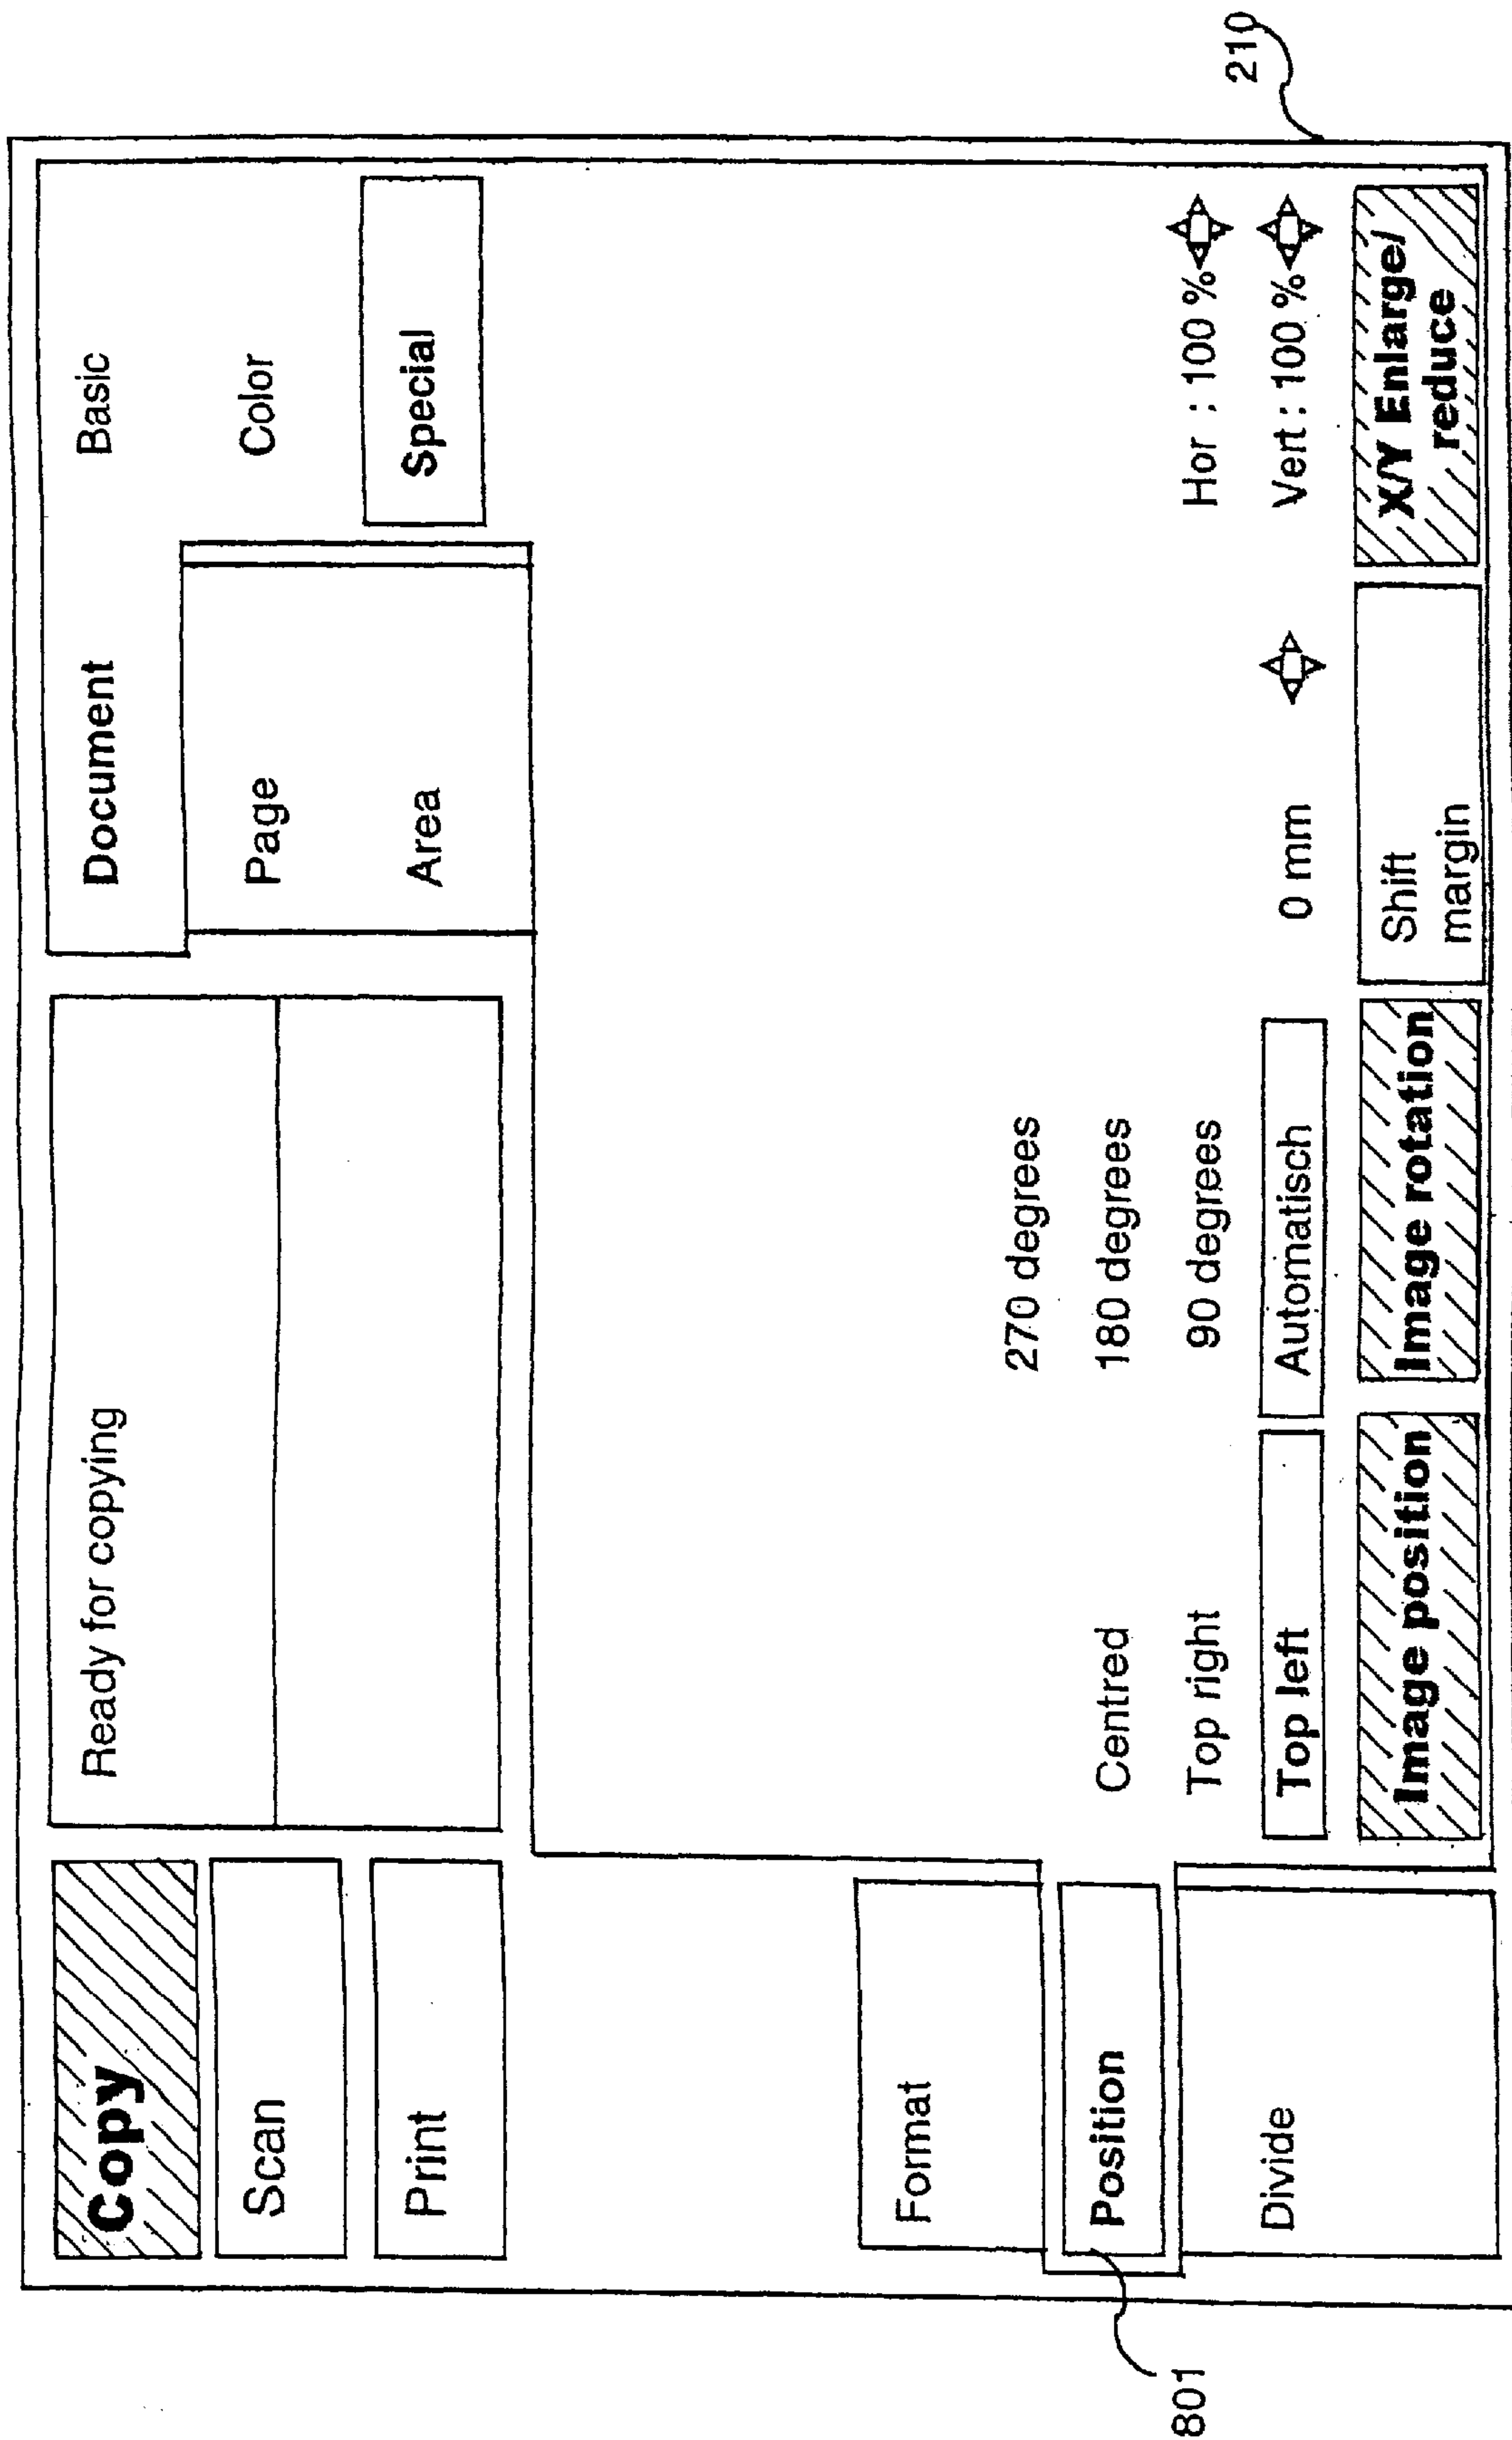 Copy
Scan
Print
Ready for copying
Document
Page
Area
Basic
Color
Special
Format
Position
Divide
801
Centred
Top right
Top left
Image position
270 degrees
180 degrees
90 degrees
Automatisch
Image rotation
0 mm
Shift
margin
Hor : 100 %
Vert : 100 %
X/Y Enlarge/
reduce
210